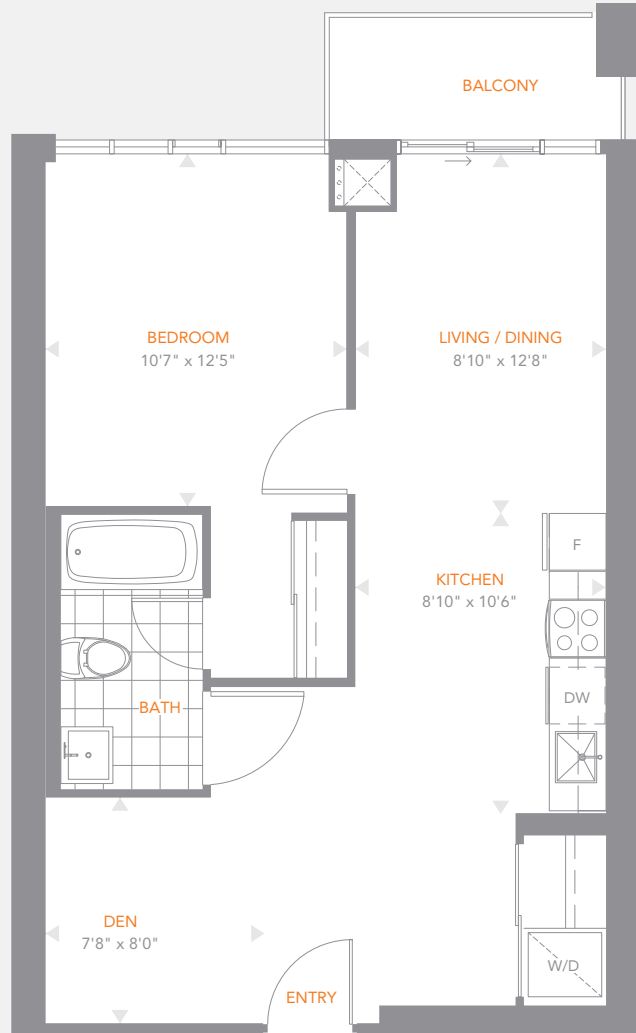 BALCONY
BEDROOM
10'7" x 12'5"
LIVING / DINING
8'10" x 12'8"
F
KITCHEN
8'10" x 10'6"
DW
BATH
DEN
7'8" x 8'0"
W/D
ENTRY